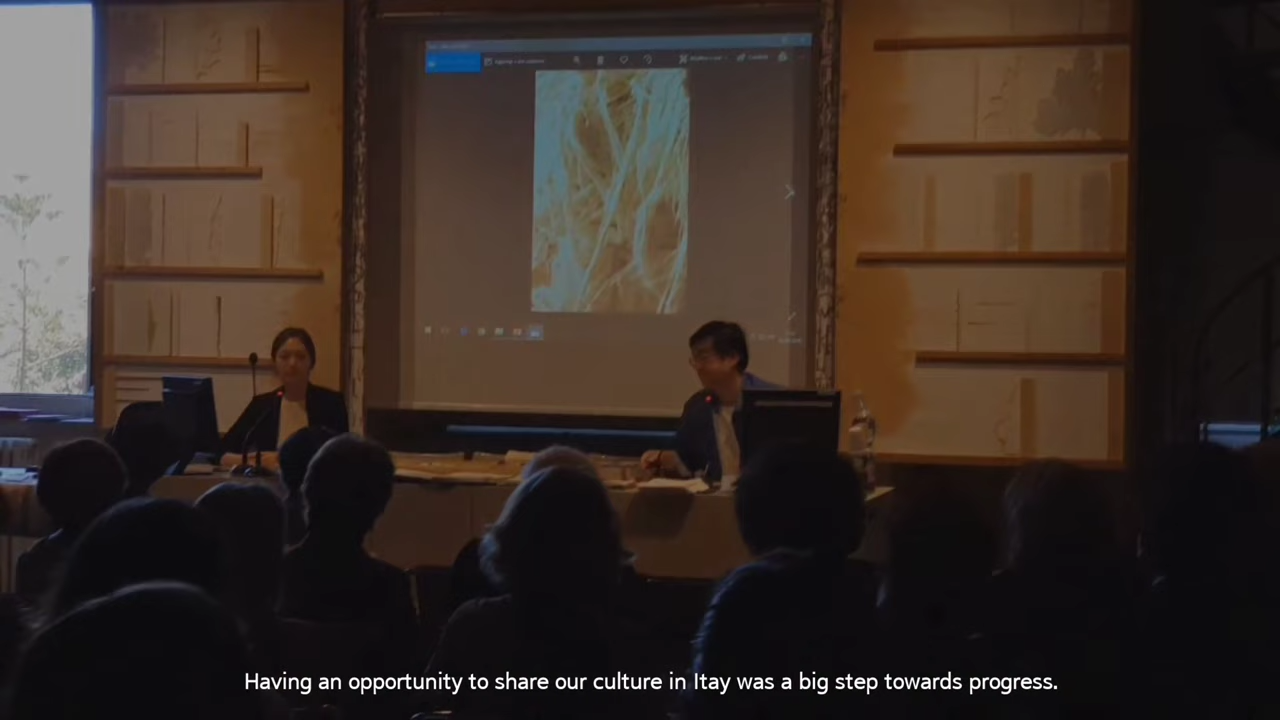 Having an opportunity to share our culture in Itay was a big step towards progress.